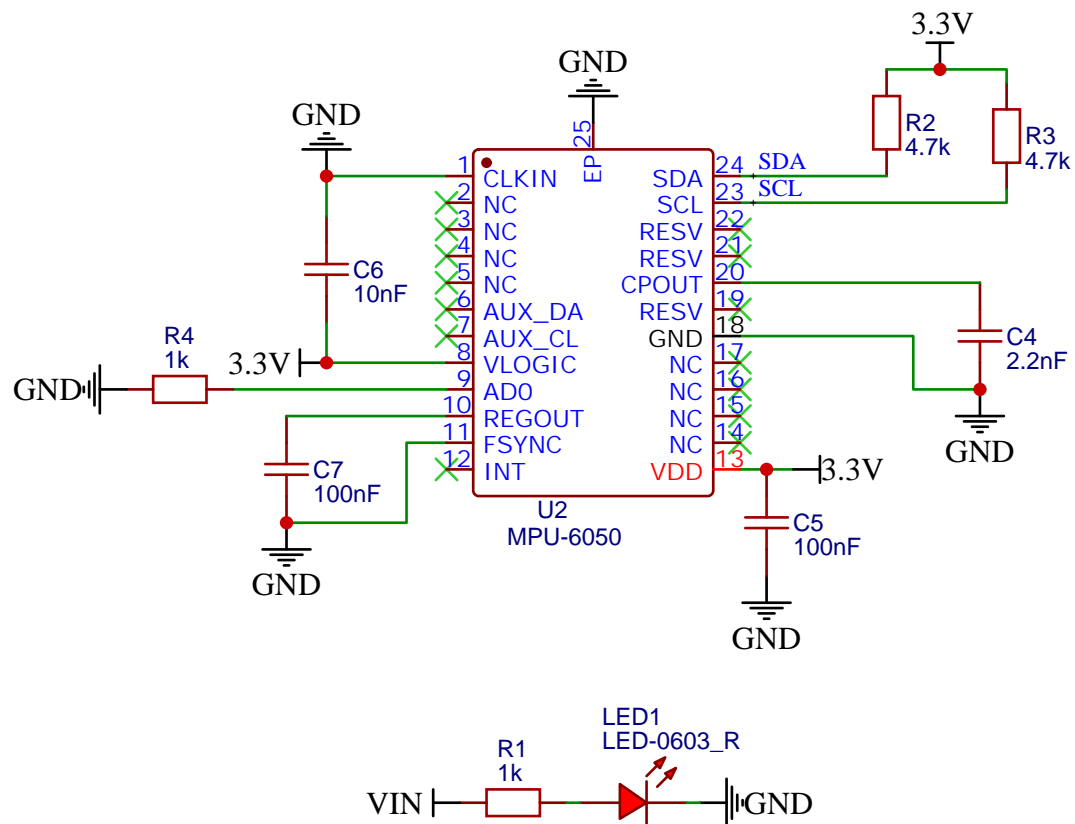 3.3V
GND
GND
R2
4.7k
R3
4.7k
25
EP
1
CLKIN
24
SDA
SDA
2
NC
23
SCL
SCL
3
NC
22
RESV
4
NC
21
RESV
5
NC
20
CPOUT
6
AUX_DA
19
RESV
7
AUX_CL
18
GND
8
VLOGIC
17
NC
9
AD0
16
NC
10
REGOUT
15
NC
11
FSYNC
14
NC
12
INT
13
VDD
C6
10nF
R4
1k
3.3V
GND
C4
2.2nF
GND
C7
100nF
GND
3.3V
C5
100nF
GND
U2
MPU-6050
LED1
LED-0603_R
R1
1k
VIN
GND